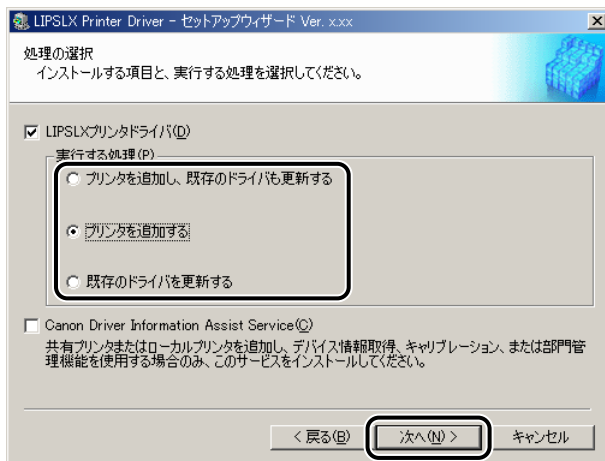 LIPSLX Printer Driver - セットアップウィザード Ver. x.xx
処理の選択
インストールする項目と、実行する処理を選択してください。
LIPSLXプリンタドライバ(D)
実行する処理(P)
プリンタを追加し、既存のドライバも更新する
プリンタを追加する
既存のドライバを更新する
Canon Driver Information Assist Service(C)
共有プリンタまたはローカルプリンタを追加し、デバイス情報取得、キャリブレーション、または部門管
理機能を使用する場合のみ、このサービスをインストールしてください。
< 戻る(B) 次へ(N) > キャンセル